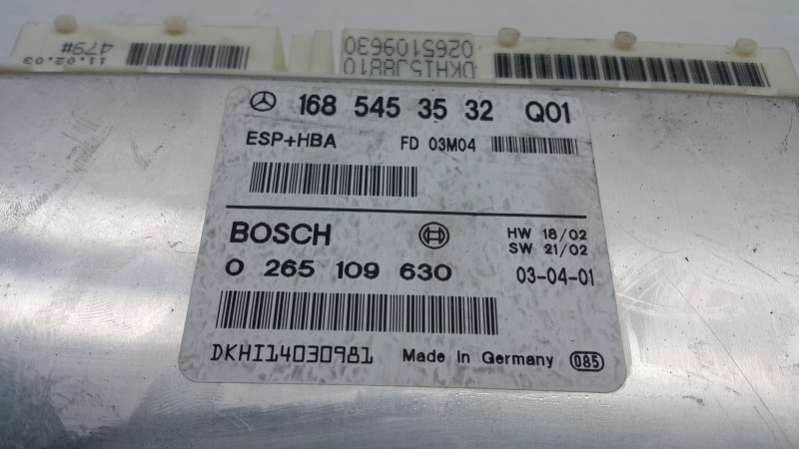 11.02.03
479#
DKH15J8810
0265109630
168 545 35 32 Q01
ESP+HBA FD 03M04
BOSCH HW 18/02
SW 21/02
0 265 109 630 03-04-01
DKHI14030981 Made in Germany 085